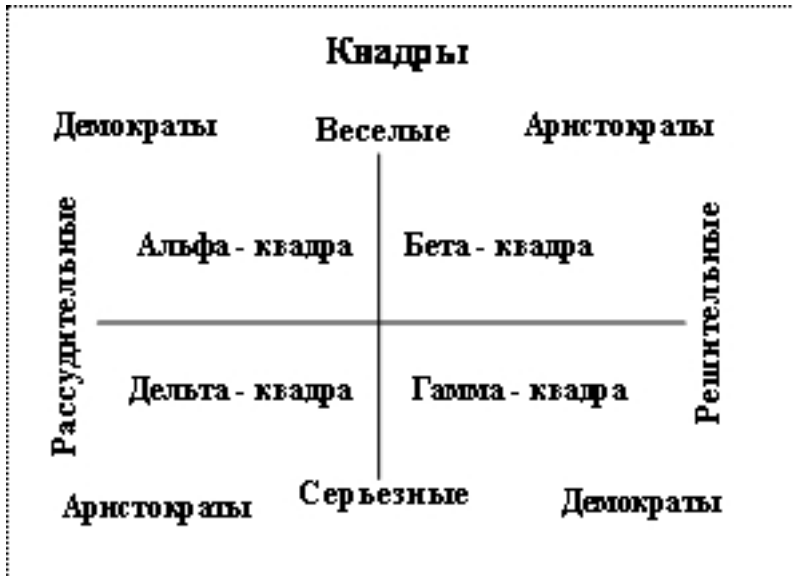 Квадры
Демократы Веселые Аристократы
Рассудительные
Альфа - квадра Бета - квадра
Решительные
Дельта - квадра Гамма - квадра
Аристократы Серьезные Демократы